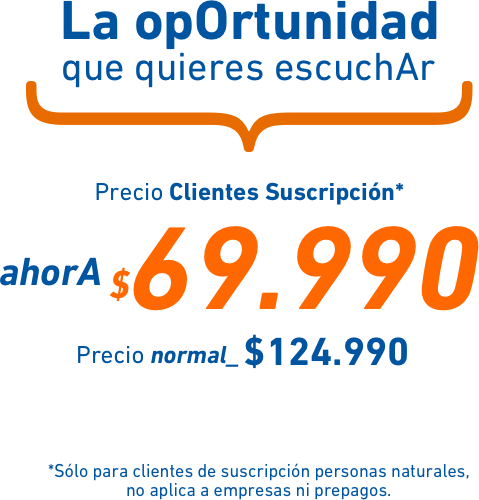 La opOrtunidad
que quieres escuchAr
Precio Clientes Suscripción*
ahorA $69.990
Precio normal_ $124.990
*Sólo para clientes de suscripción personas naturales,
no aplica a empresas ni prepagos.